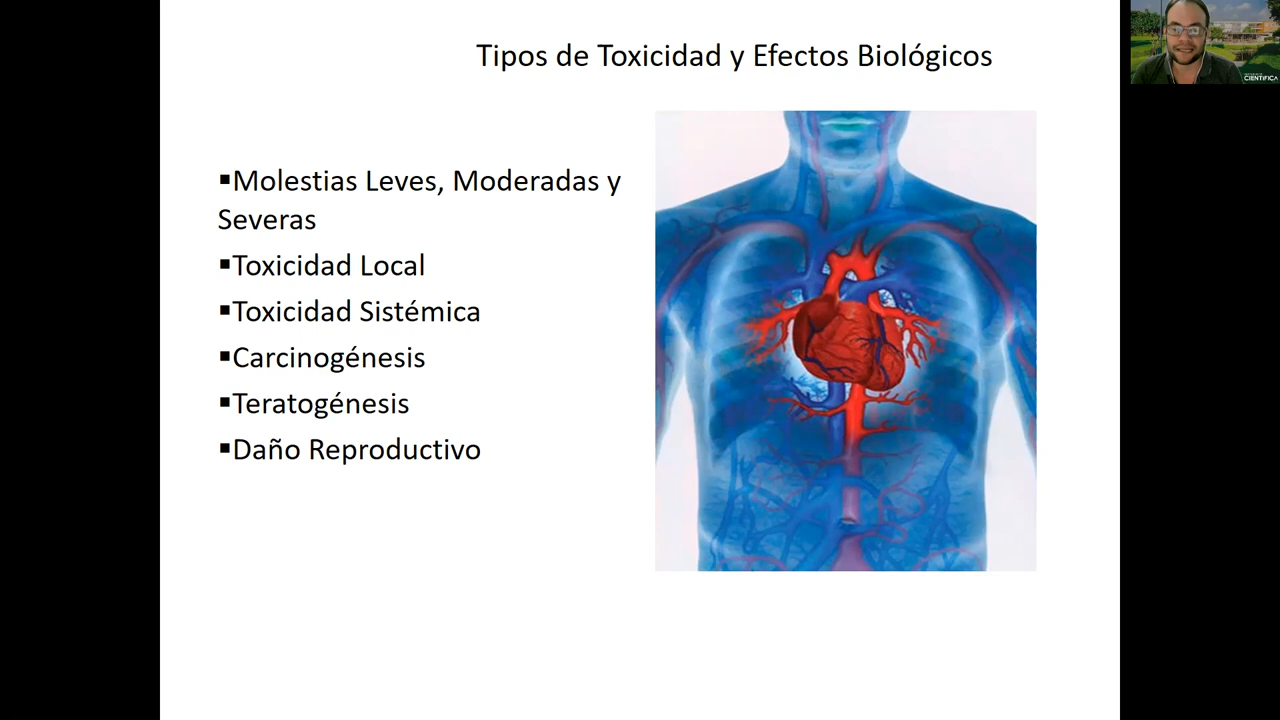 Tipos de Toxicidad y Efectos Biológicos
▪Molestias Leves, Moderadas y
Severas
▪Toxicidad Local
▪Toxicidad Sistémica
▪Carcinogénesis
▪Teratogénesis
▪Daño Reproductivo
CIENTÍFICA